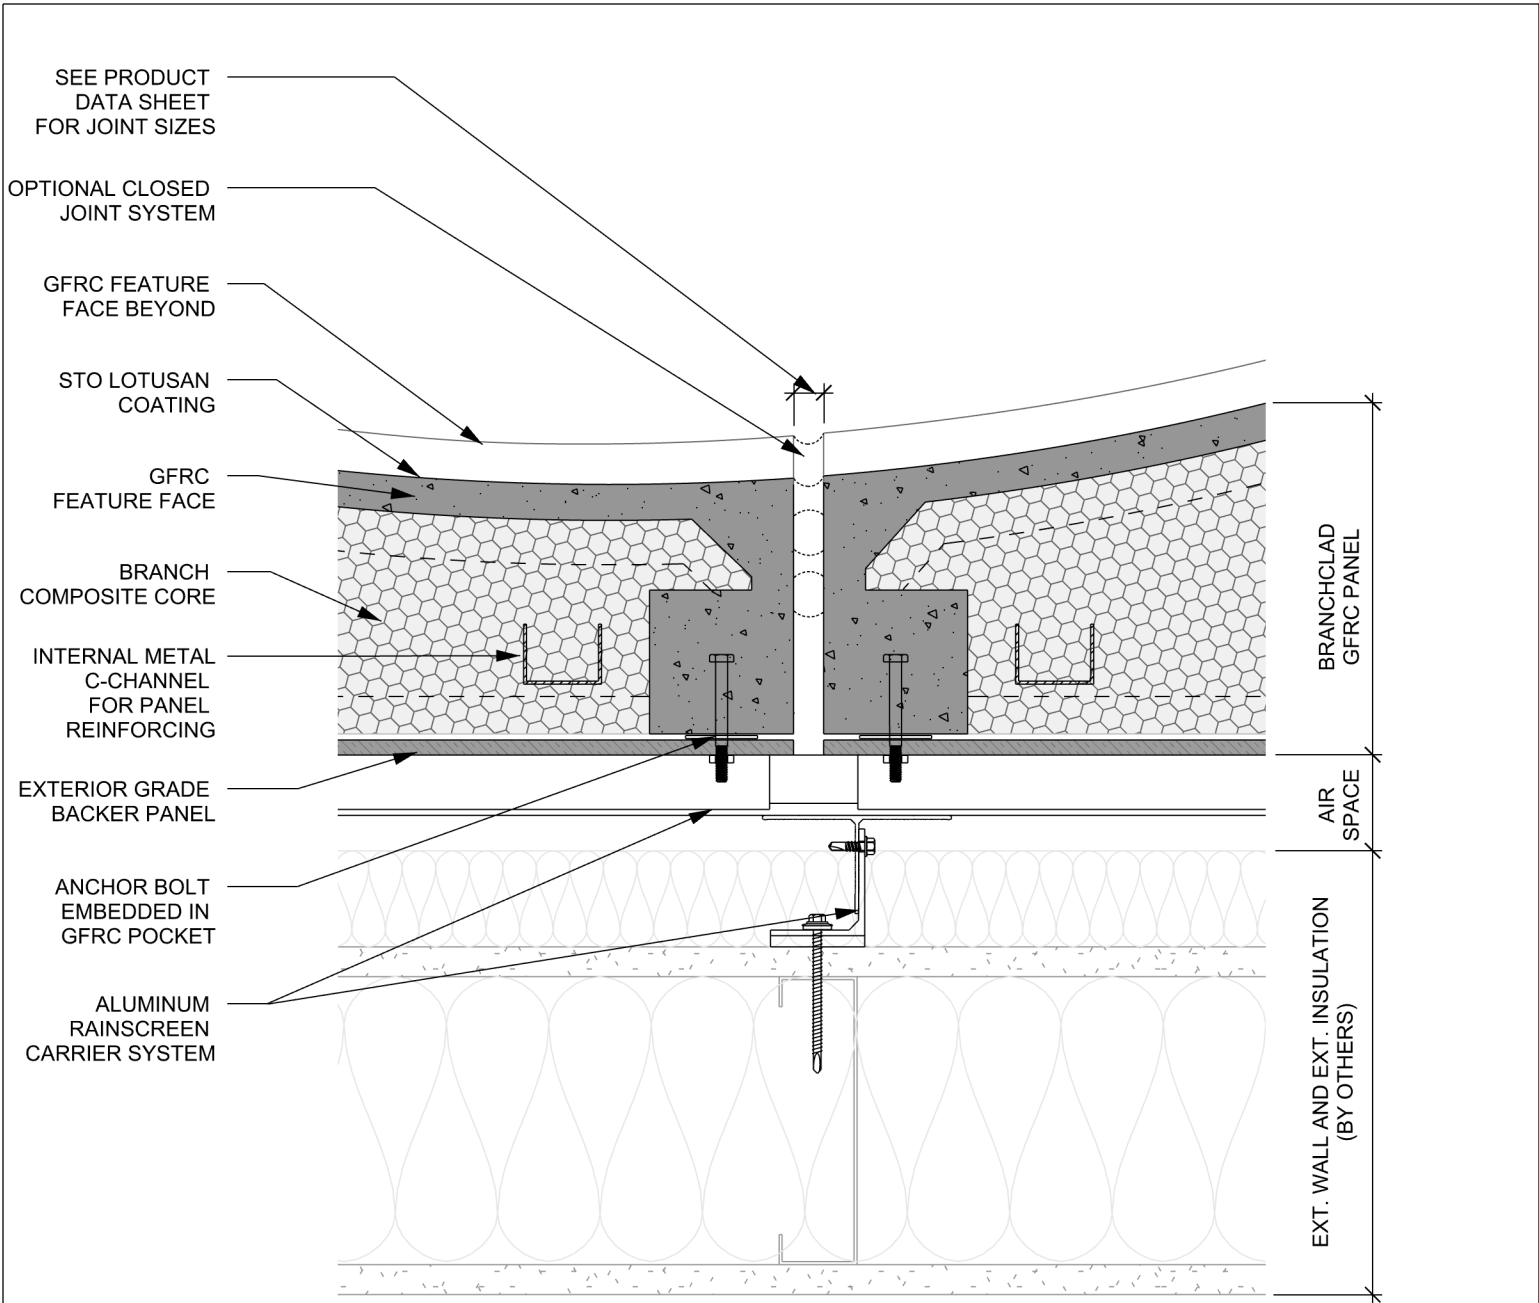 SEE PRODUCT
DATA SHEET
FOR JOINT SIZES
OPTIONAL CLOSED
JOINT SYSTEM
GFRC FEATURE
FACE BEYOND
STO LOTUSAN
COATING
GFRC
FEATURE FACE
BRANCH
COMPOSITE CORE
INTERNAL METAL
C-CHANNEL
FOR PANEL
REINFORCING
EXTERIOR GRADE
BACKER PANEL
ANCHOR BOLT
EMBEDDED IN
GFRC POCKET
ALUMINUM
RAINSCREEN
CARRIER SYSTEM
BRANCHCLAD
GFRC PANEL
AIR
SPACE
EXT. WALL AND EXT. INSULATION
(BY OTHERS)